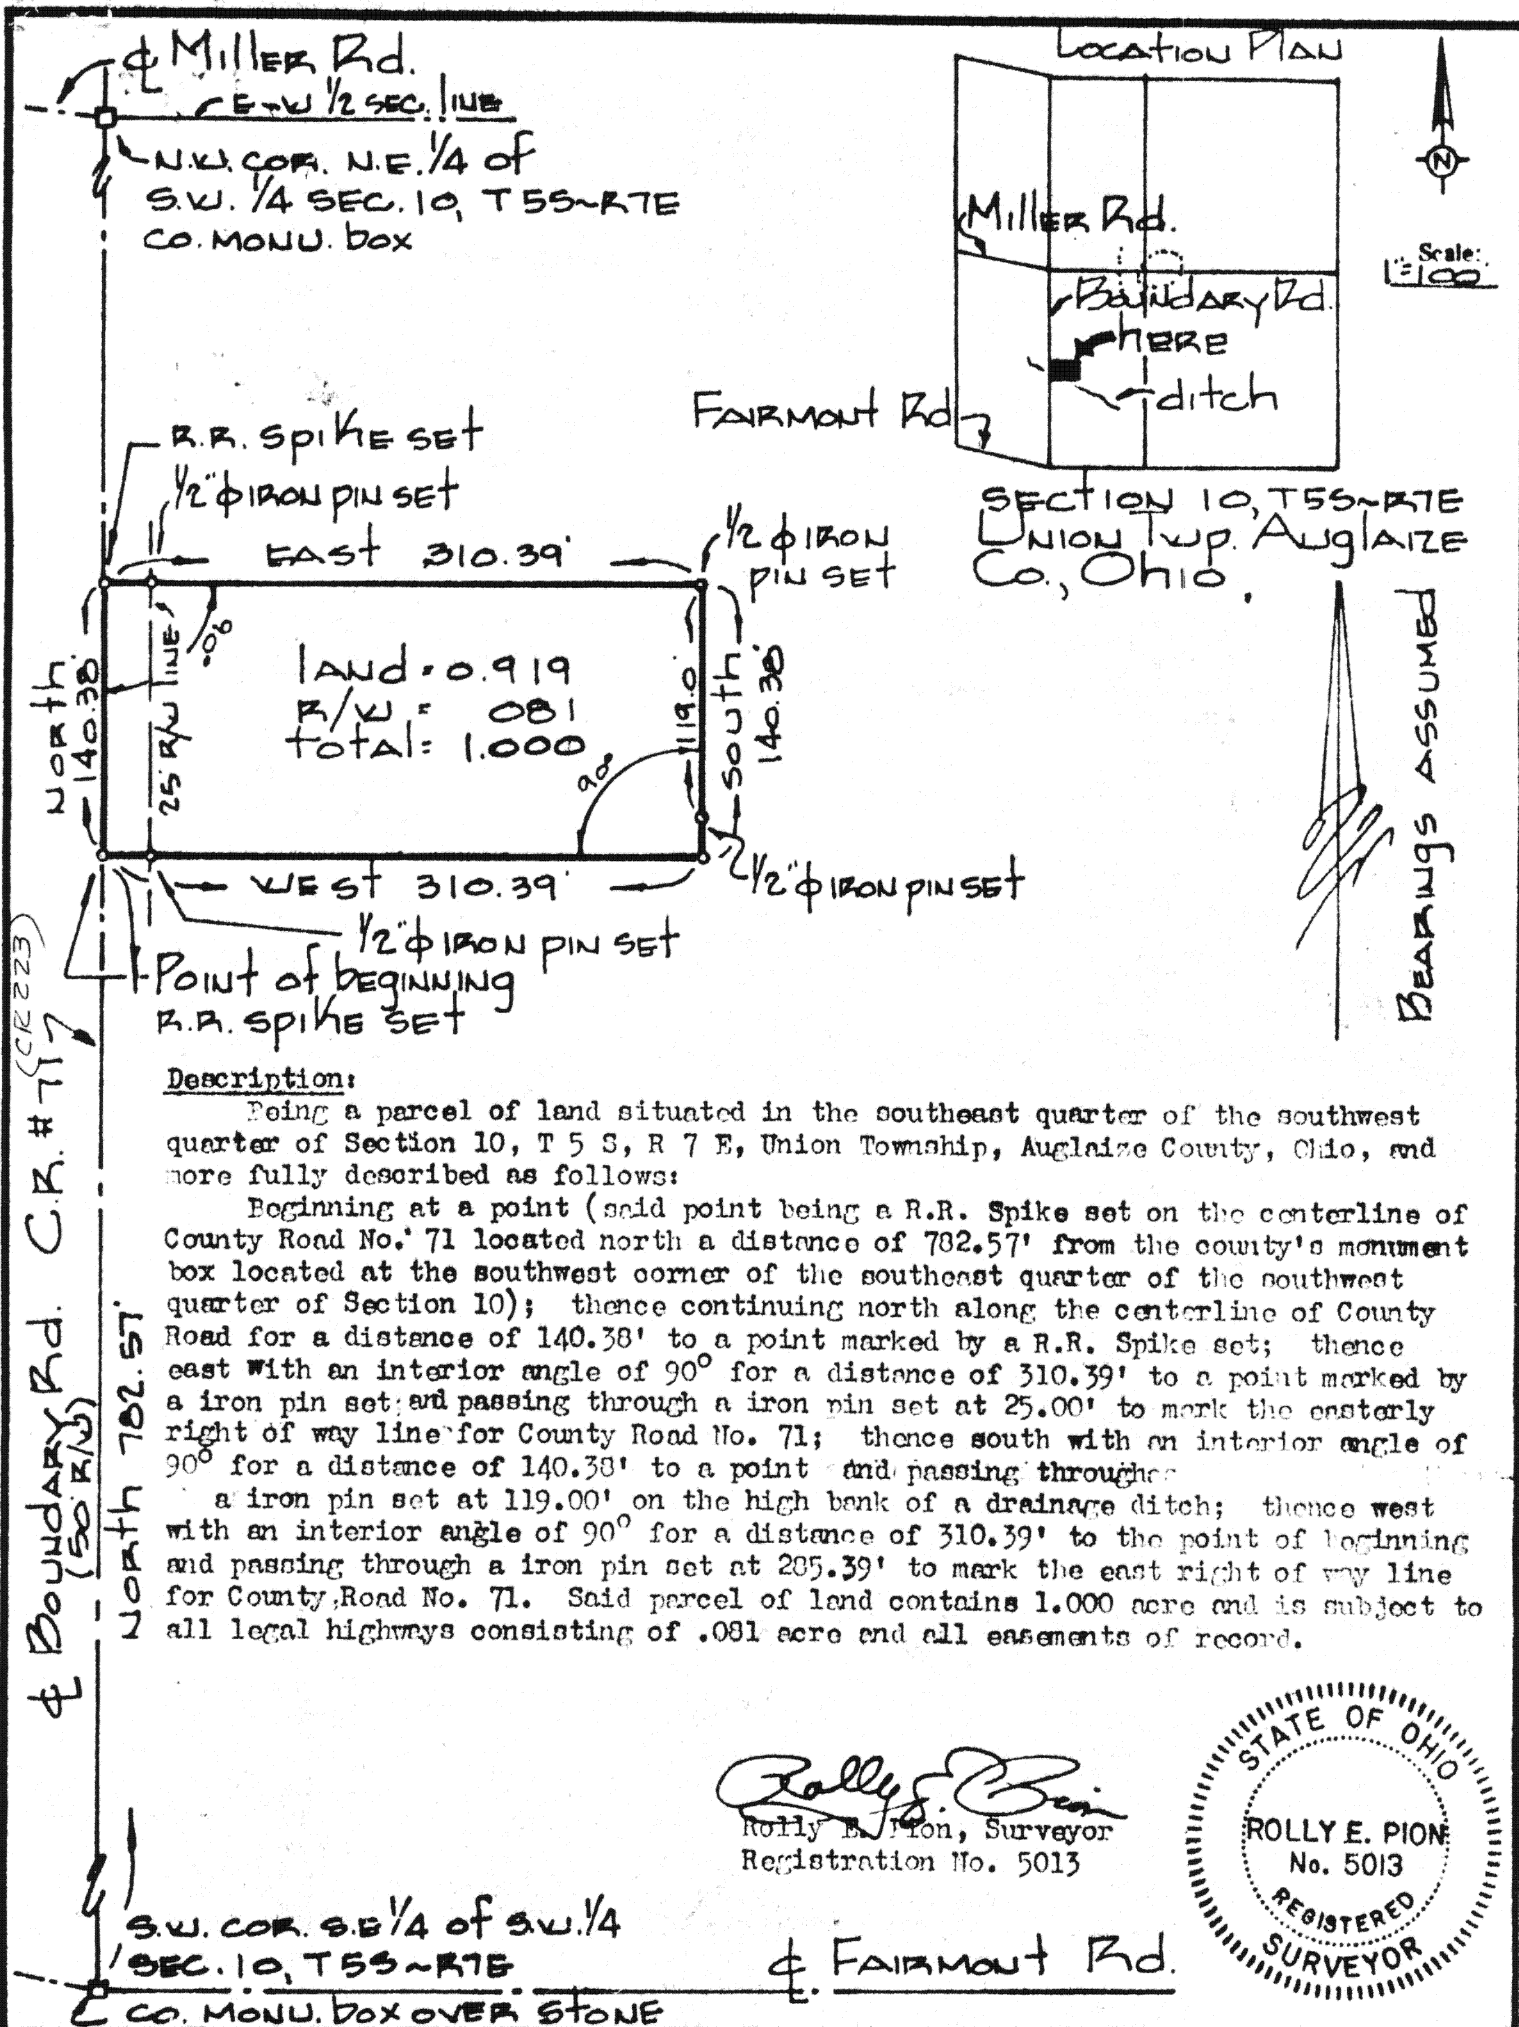 ℄ Miller Rd.
E-W 1/2 SEC. LINE
N.W. COR. N.E. 1/4 of
S.W. 1/4 SEC. 10, T5S~R7E
CO. MONU. box
Location Plan
N
Scale:
1"=100'
Miller Rd.
Boundary Rd.
here
ditch
Fairmont Rd
SECTION 10, T5S~R7E
Union Twp. Auglaize
Co., Ohio
R.R. Spike set
1/2"ϕ IRON PIN SET
EAST 310.39'
1/2 ϕ IRON
PIN SET
NORTH
140.38'
25' R/W LINE
90°
LAND = 0.919
R/W = 081
total = 1.000
90°
119.0'
SOUTH
140.38'
WEST 310.39'
1/2"ϕ IRON PIN SET
1/2"ϕ IRON PIN SET
Point of beginning
R.R. Spike Set
BEARINGS ASSUMED
(CR223)
℄ Boundary Rd. C.R. #71
(50' R/W)
North 782.57'
Description:
Being a parcel of land situated in the southeast quarter of the southwest
quarter of Section 10, T 5 S, R 7 E, Union Township, Auglaize County, Ohio, and
more fully described as follows:
Beginning at a point (said point being a R.R. Spike set on the centerline of
County Road No. 71 located north a distance of 782.57' from the county's monument
box located at the southwest corner of the southeast quarter of the southwest
quarter of Section 10); thence continuing north along the centerline of County
Road for a distance of 140.38' to a point marked by a R.R. Spike set; thence
east with an interior angle of 90° for a distance of 310.39' to a point marked by
a iron pin set and passing through a iron pin set at 25.00' to mark the easterly
right of way line for County Road No. 71; thence south with an interior angle of
90° for a distance of 140.38' to a point and passing through
a iron pin set at 119.00' on the high bank of a drainage ditch; thence west
with an interior angle of 90° for a distance of 310.39' to the point of beginning
and passing through a iron pin set at 285.39' to mark the east right of way line
for County Road No. 71. Said parcel of land contains 1.000 acre and is subject to
all legal highways consisting of .081 acre and all easements of record.
Rolly E. Pion
Rolly E. Pion, Surveyor
Registration No. 5013
STATE OF OHIO
ROLLY E. PION
No. 5013
REGISTERED
SURVEYOR
S.W. COR. S.E 1/4 of S.W. 1/4
SEC. 10, T5S~R7E
CO. MONU. box OVER STONE
℄ FAIRMONT Rd.